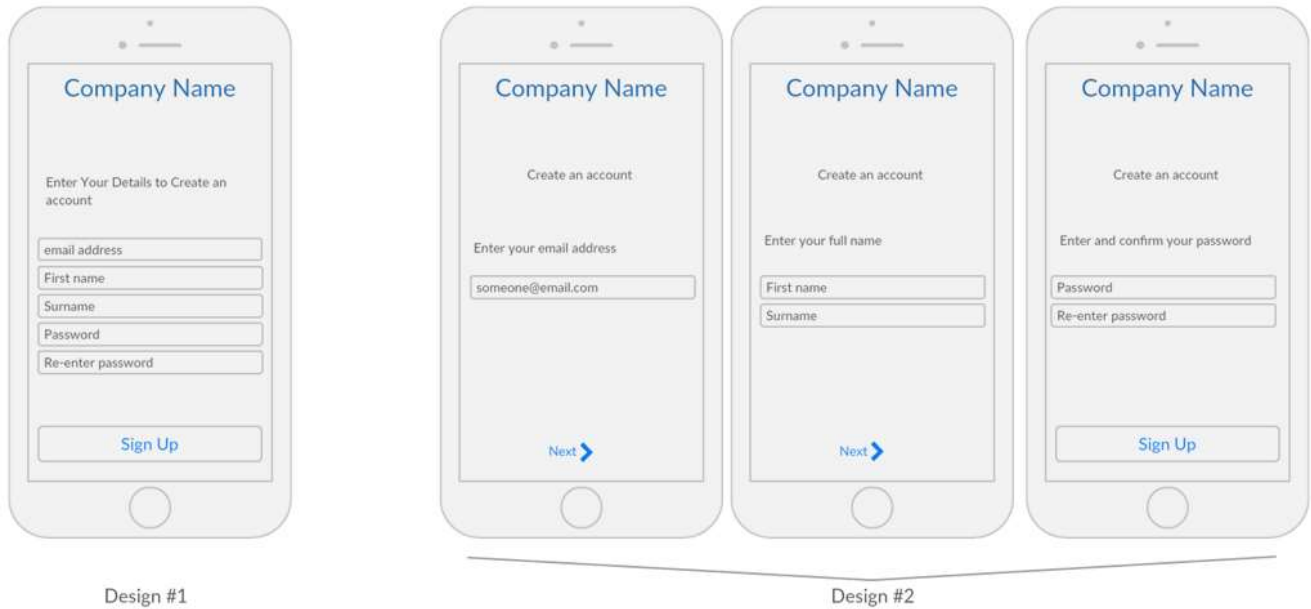 Company Name
Enter Your Details to Create an
account
email address
First name
Surname
Password
Re-enter password
Sign Up
Design #1
Company Name
Create an account
Enter your email address
someone@email.com
Next
Company Name
Create an account
Enter your full name
First name
Surname
Next
Company Name
Create an account
Enter and confirm your password
Password
Re-enter password
Sign Up
Design #2